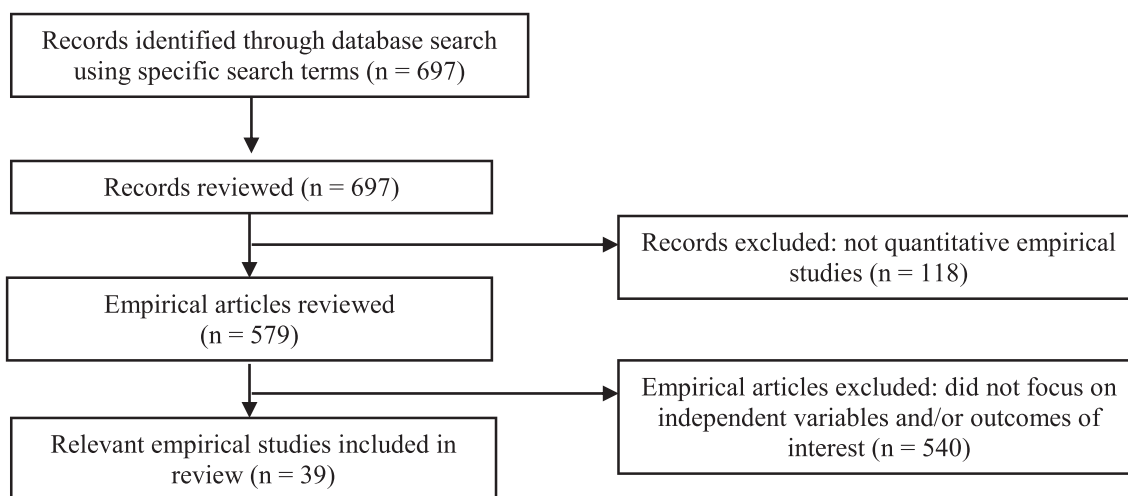 Records identified through database search
using specific search terms (n = 697)
Records reviewed (n = 697)
Records excluded: not quantitative empirical
studies (n = 118)
Empirical articles reviewed
(n = 579)
Empirical articles excluded: did not focus on
independent variables and/or outcomes of
interest (n = 540)
Relevant empirical studies included in
review (n = 39)